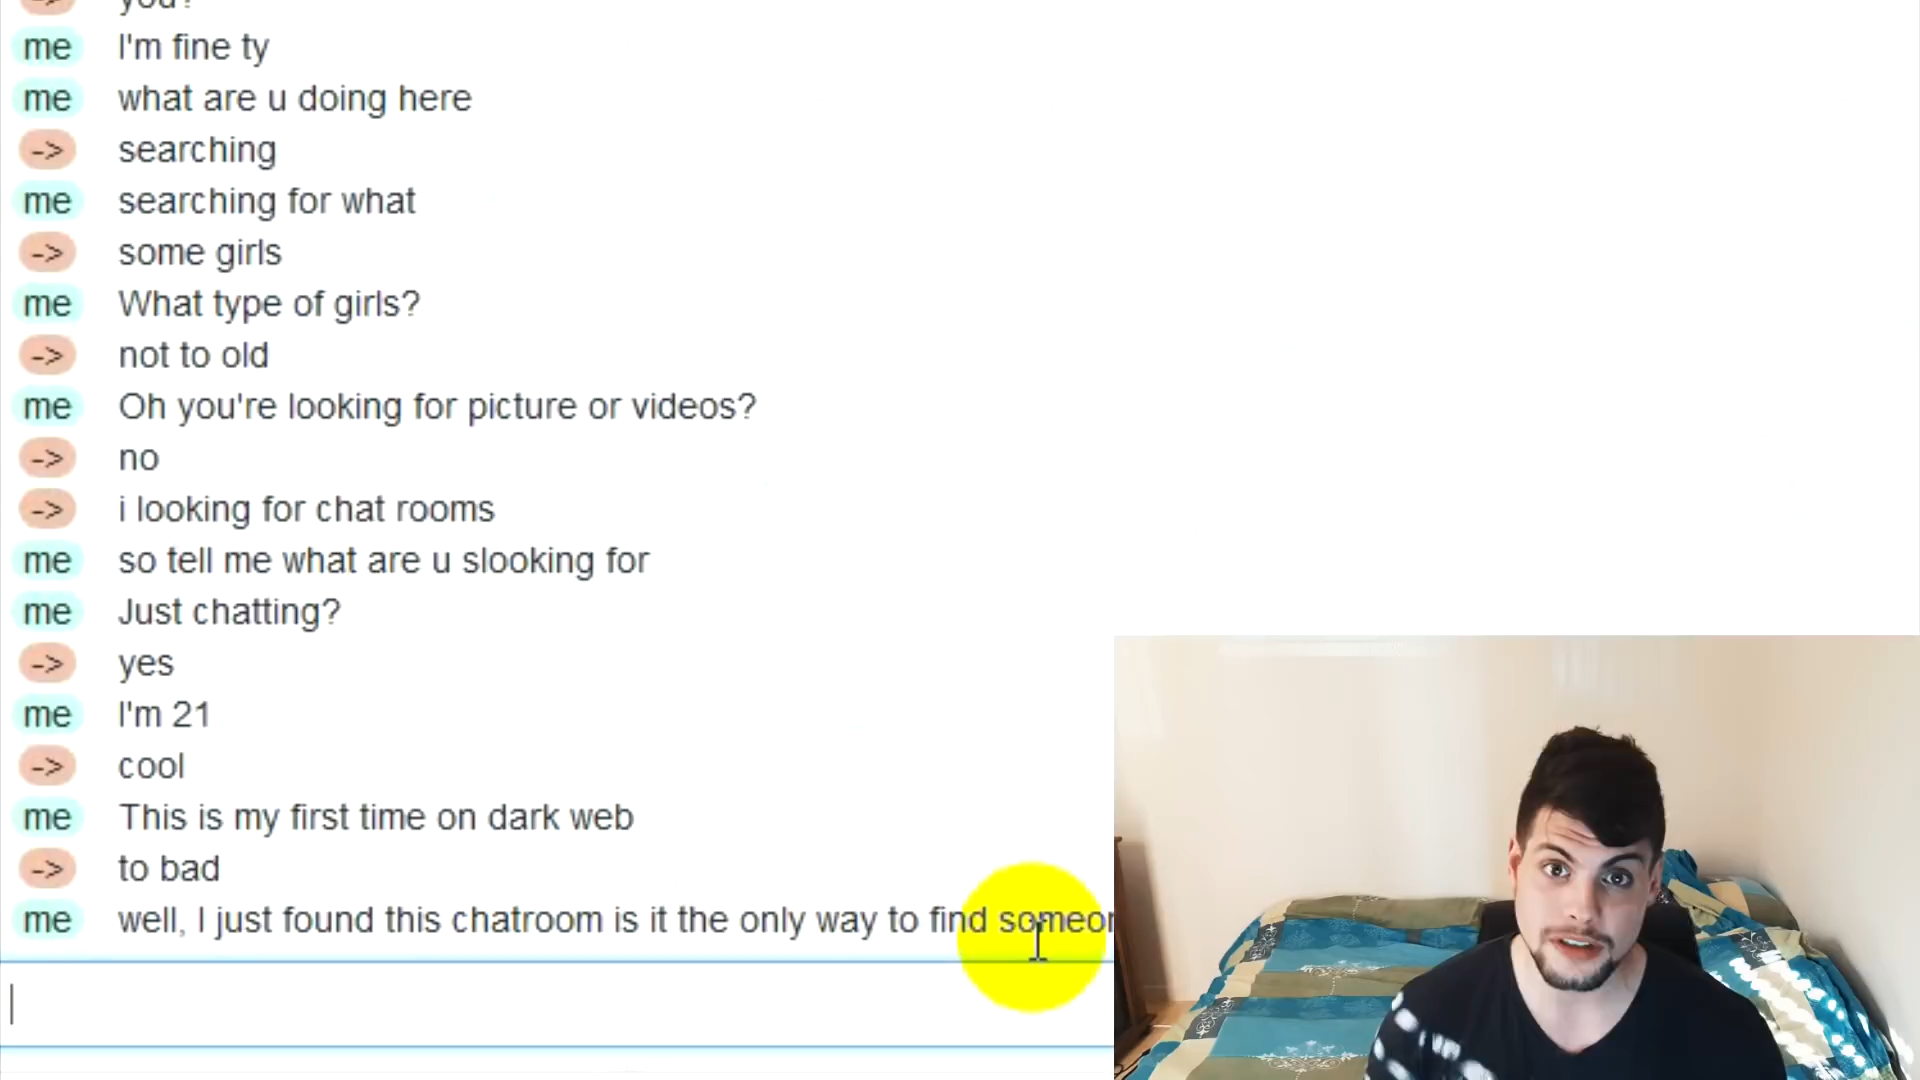 you?
me I'm fine ty
me what are u doing here
-> searching
me searching for what
-> some girls
me What type of girls?
-> not to old
me Oh you're looking for picture or videos?
-> no
-> i looking for chat rooms
me so tell me what are u slooking for
me Just chatting?
-> yes
me I'm 21
-> cool
me This is my first time on dark web
-> to bad
me well, I just found this chatroom is it the only way to find